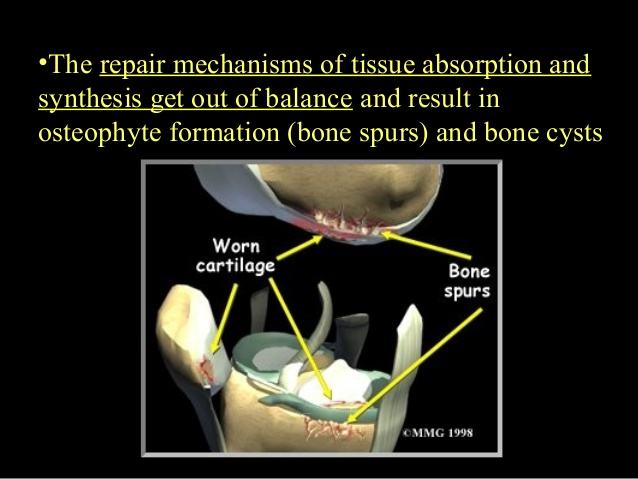 •The repair mechanisms of tissue absorption and
synthesis get out of balance and result in
osteophyte formation (bone spurs) and bone cysts
Worn
cartilage
Bone
spurs
©MMG 1998